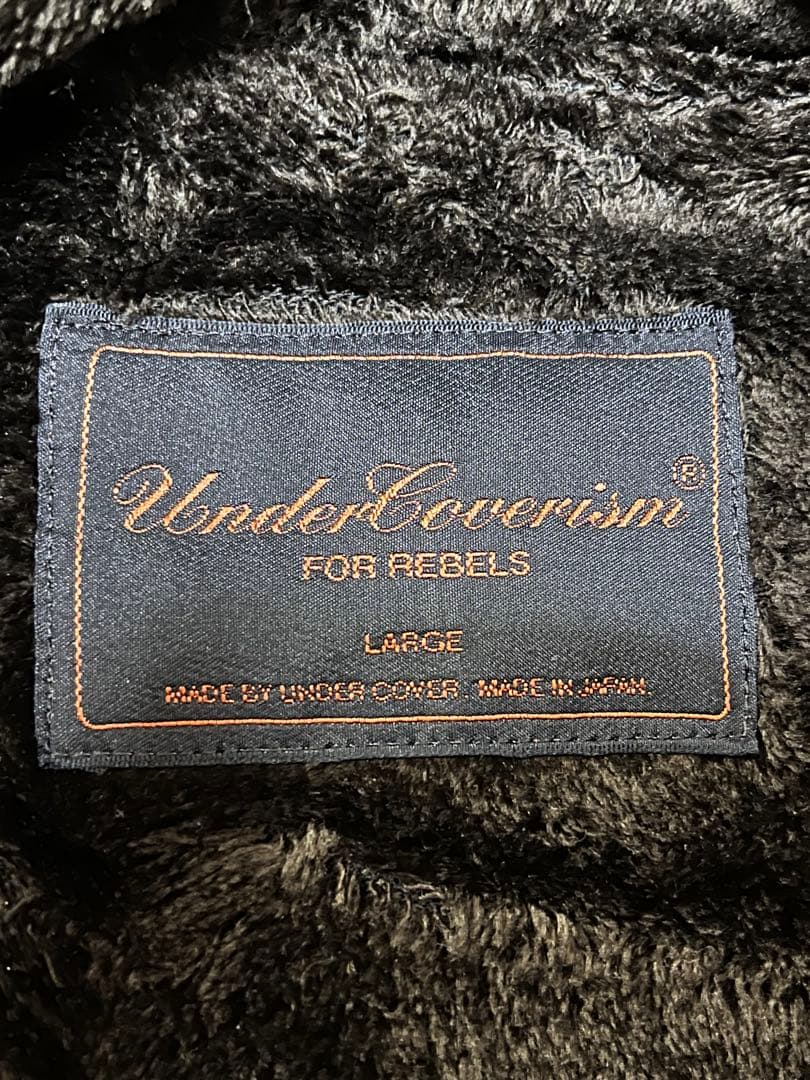 UnderCoverism®
FOR REBELS
LARGE
MADE BY UNDER COVER. MADE IN JAPAN.